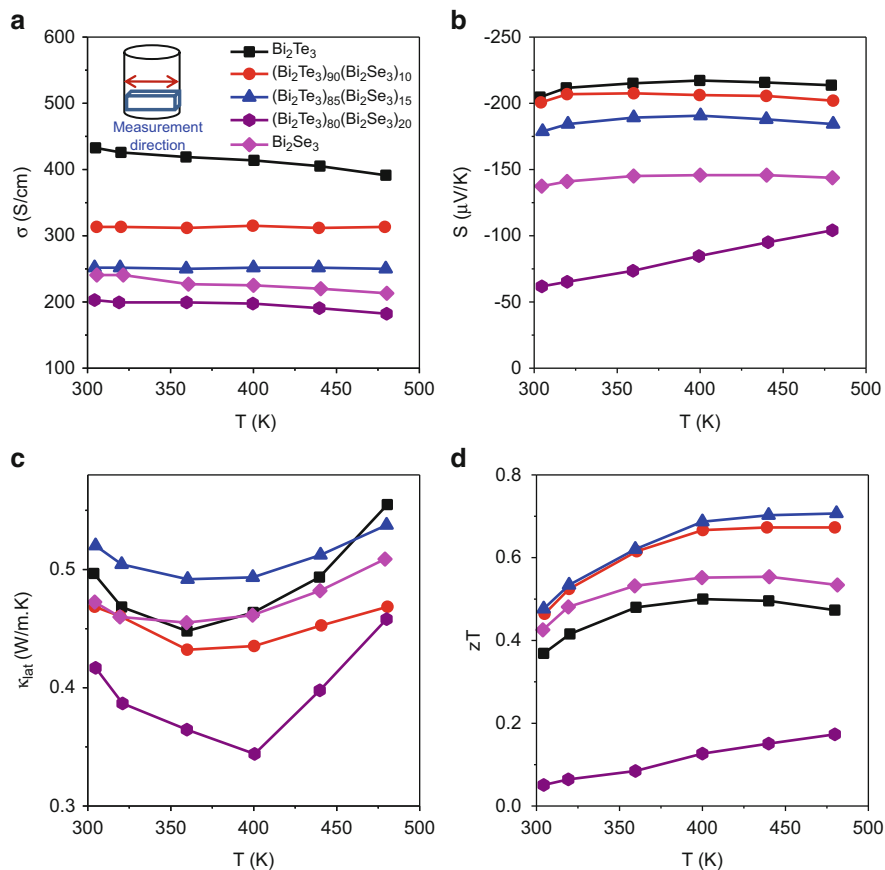 a
600
500
400
300
200
100
σ (S/cm)
300
350
400
450
500
T (K)
Measurement
direction
Bi₂Te₃
(Bi₂Te₃)₉₀(Bi₂Se₃)₁₀
(Bi₂Te₃)₈₅(Bi₂Se₃)₁₅
(Bi₂Te₃)₈₀(Bi₂Se₃)₂₀
Bi₂Se₃
b
-250
-200
-150
-100
-50
0
S (μV/K)
300
350
400
450
500
T (K)
c
0.5
0.4
0.3
κlat (W/m.K)
300
350
400
450
500
T (K)
d
0.8
0.6
0.4
0.2
0.0
zT
300
350
400
450
500
T (K)